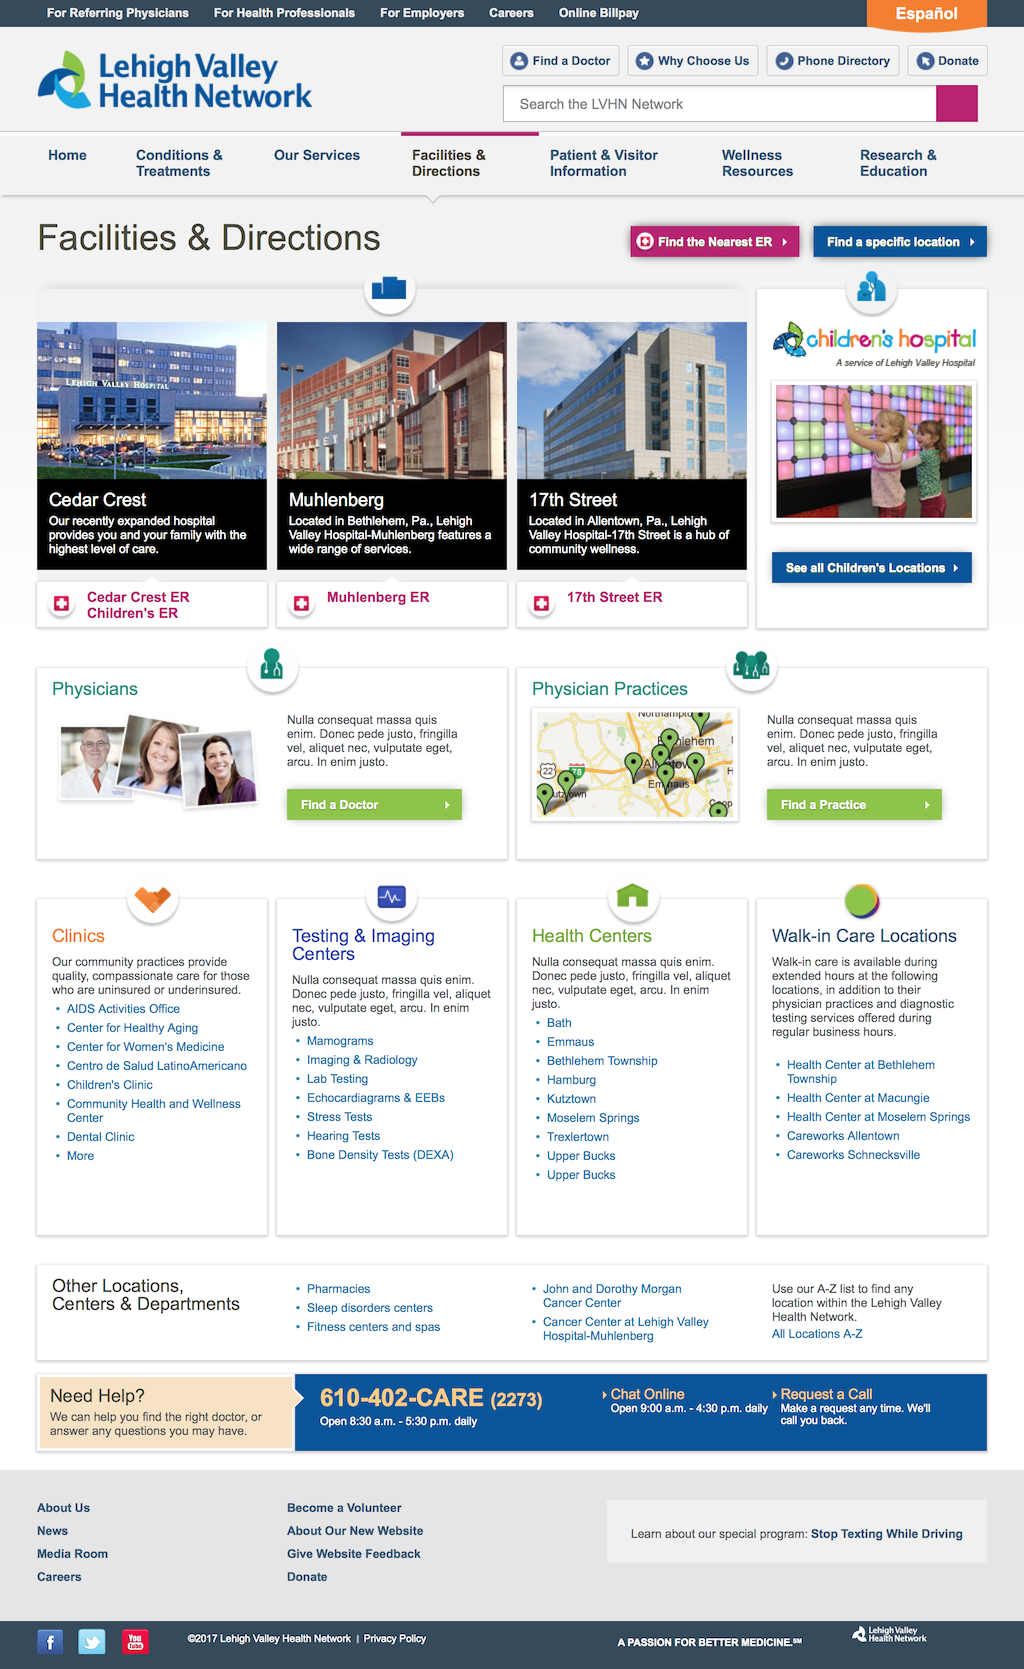 For Referring Physicians
For Health Professionals
For Employers
Careers
Online Billpay
Español
Lehigh Valley
Health Network
Find a Doctor
Why Choose Us
Phone Directory
Donate
Search the LVHN Network
Home
Conditions &
Treatments
Our Services
Facilities &
Directions
Patient & Visitor
Information
Wellness
Resources
Research &
Education
Facilities & Directions
Find the Nearest ER
Find a specific location
LEHIGH VALLEY HOSPITAL
Cedar Crest
Our recently expanded hospital
provides you and your family with the
highest level of care.
Cedar Crest ER
Children's ER
Muhlenberg
Located in Bethlehem, Pa., Lehigh
Valley Hospital-Muhlenberg features a
wide range of services.
Muhlenberg ER
17th Street
Located in Allentown, Pa., Lehigh
Valley Hospital-17th Street is a hub of
community wellness.
17th Street ER
children's hospital
A service of Lehigh Valley Hospital
See all Children's Locations
Physicians
Nulla consequat massa quis
enim. Donec pede justo, fringilla
vel, aliquet nec, vulputate eget,
arcu. In enim justo.
Find a Doctor
Physician Practices
22
78
Emmaus
Nulla consequat massa quis
enim. Donec pede justo, fringilla
vel, aliquet nec, vulputate eget,
arcu. In enim justo.
Find a Practice
Clinics
Our community practices provide
quality, compassionate care for those
who are uninsured or underinsured.
• AIDS Activities Office
• Center for Healthy Aging
• Center for Women's Medicine
• Centro de Salud LatinoAmericano
• Children's Clinic
• Community Health and Wellness
Center
• Dental Clinic
• More
Testing & Imaging
Centers
Nulla consequat massa quis enim.
Donec pede justo, fringilla vel, aliquet
nec, vulputate eget, arcu. In enim
justo.
• Mamograms
• Imaging & Radiology
• Lab Testing
• Echocardiagrams & EEBs
• Stress Tests
• Hearing Tests
• Bone Density Tests (DEXA)
Health Centers
Nulla consequat massa quis enim.
Donec pede justo, fringilla vel, aliquet
nec, vulputate eget, arcu. In enim
justo.
• Bath
• Emmaus
• Bethlehem Township
• Hamburg
• Kutztown
• Moselem Springs
• Trexlertown
• Upper Bucks
• Upper Bucks
Walk-in Care Locations
Walk-in care is available during
extended hours at the following
locations, in addition to their
physician practices and diagnostic
testing services offered during
regular business hours.
• Health Center at Bethlehem
Township
• Health Center at Macungie
• Health Center at Moselem Springs
• Careworks Allentown
• Careworks Schnecksville
Other Locations,
Centers & Departments
• Pharmacies
• Sleep disorders centers
• Fitness centers and spas
• John and Dorothy Morgan
Cancer Center
• Cancer Center at Lehigh Valley
Hospital-Muhlenberg
Use our A-Z list to find any
location within the Lehigh Valley
Health Network.
All Locations A-Z
Need Help?
We can help you find the right doctor, or
answer any questions you may have.
610-402-CARE (2273)
Open 8:30 a.m. - 5:30 p.m. daily
Chat Online
Open 9:00 a.m. - 4:30 p.m. daily
Request a Call
Make a request any time. We'll
call you back.
About Us
News
Media Room
Careers
Become a Volunteer
About Our New Website
Give Website Feedback
Donate
Learn about our special program: Stop Texting While Driving
f
You
Tube
©2017 Lehigh Valley Health Network | Privacy Policy
A PASSION FOR BETTER MEDICINE.℠
Lehigh Valley
Health Network